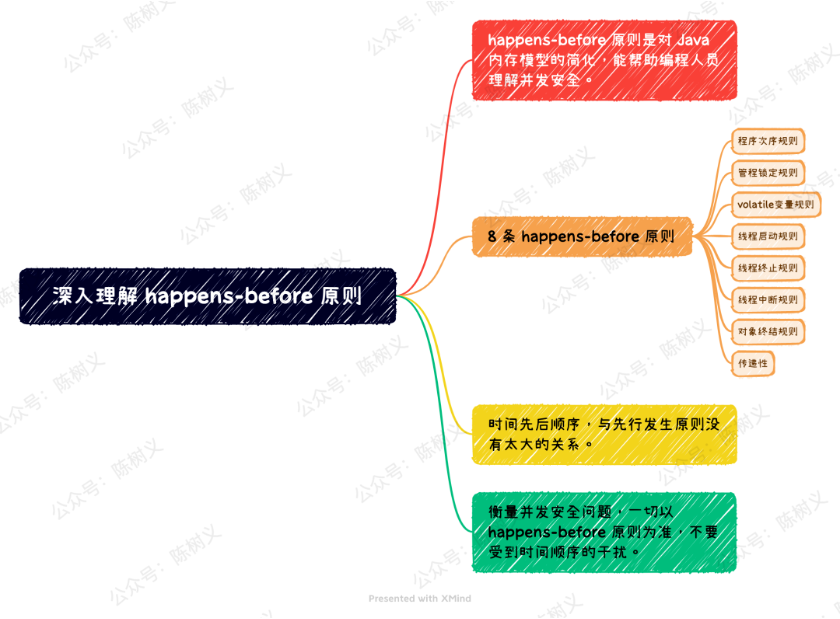 happens-before 原则是对 Java
内存模型的简化，能帮助编程人员
理解并发安全。
程序次序规则
管程锁定规则
volatile变量规则
8 条 happens-before 原则
线程启动规则
线程终止规则
深入理解 happens-before 原则
线程中断规则
对象终结规则
传递性
时间先后顺序，与先行发生原则没
有太大的关系。
衡量并发安全问题，一切以
happens-before 原则为准，不要
受到时间顺序的干扰。
Presented with XMind
公众号：陈树义